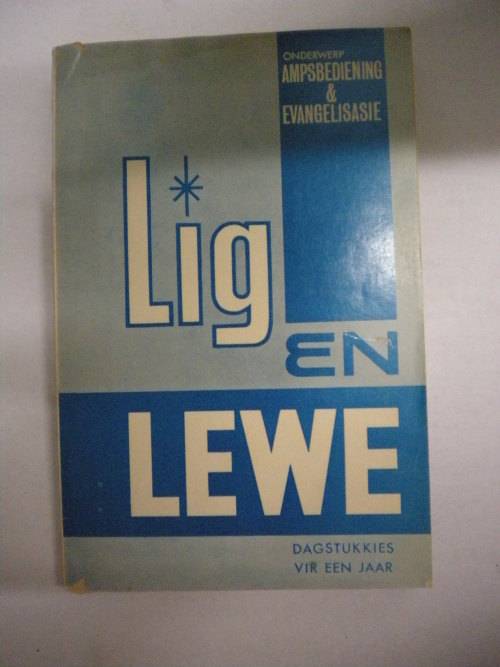 ONDERWERP
AMPSBEDIENING
&
EVANGELISASIE
Lig
EN
LEWE
DAGSTUKKIES
VIR EEN JAAR